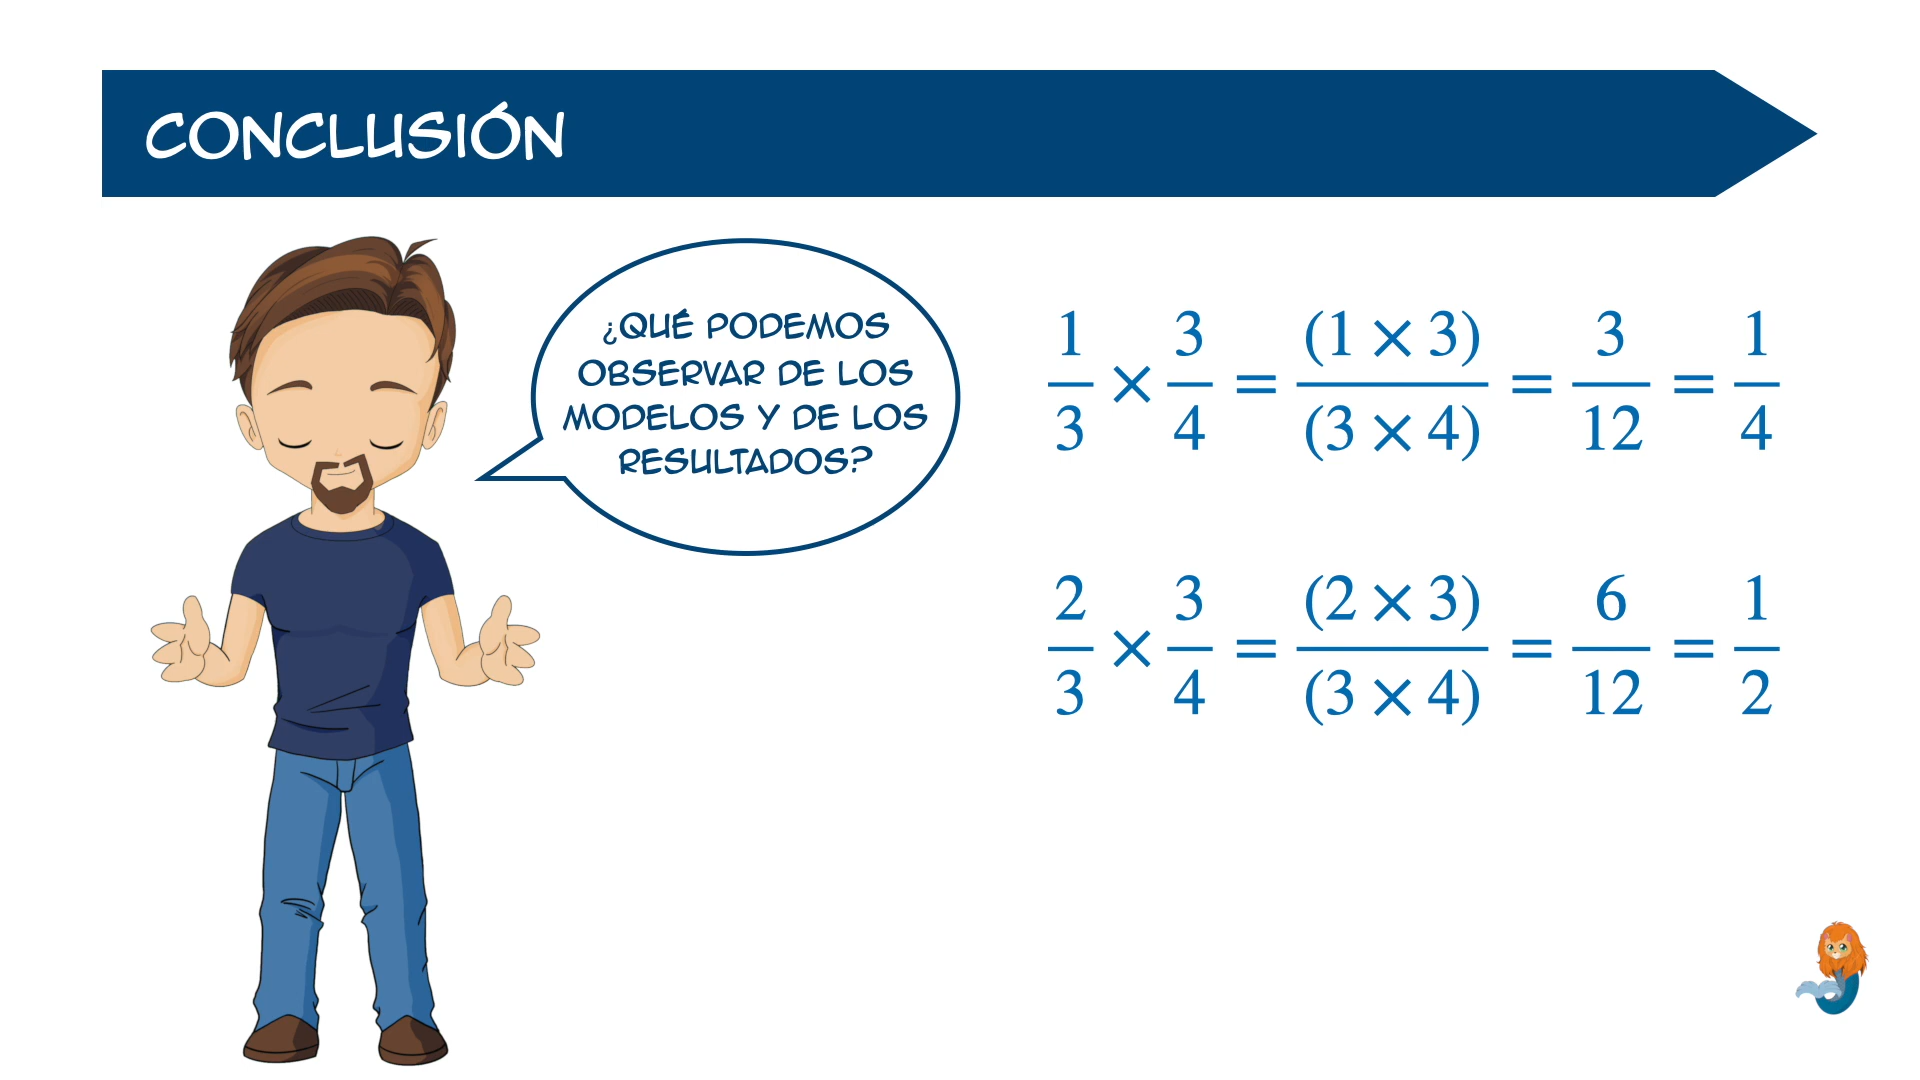 CONCLUSIÓN
¿QUÉ PODEMOS
OBSERVAR DE LOS
MODELOS Y DE LOS
RESULTADOS?
1/3 × 3/4 = (1 × 3)/(3 × 4) = 3/12 = 1/4
2/3 × 3/4 = (2 × 3)/(3 × 4) = 6/12 = 1/2